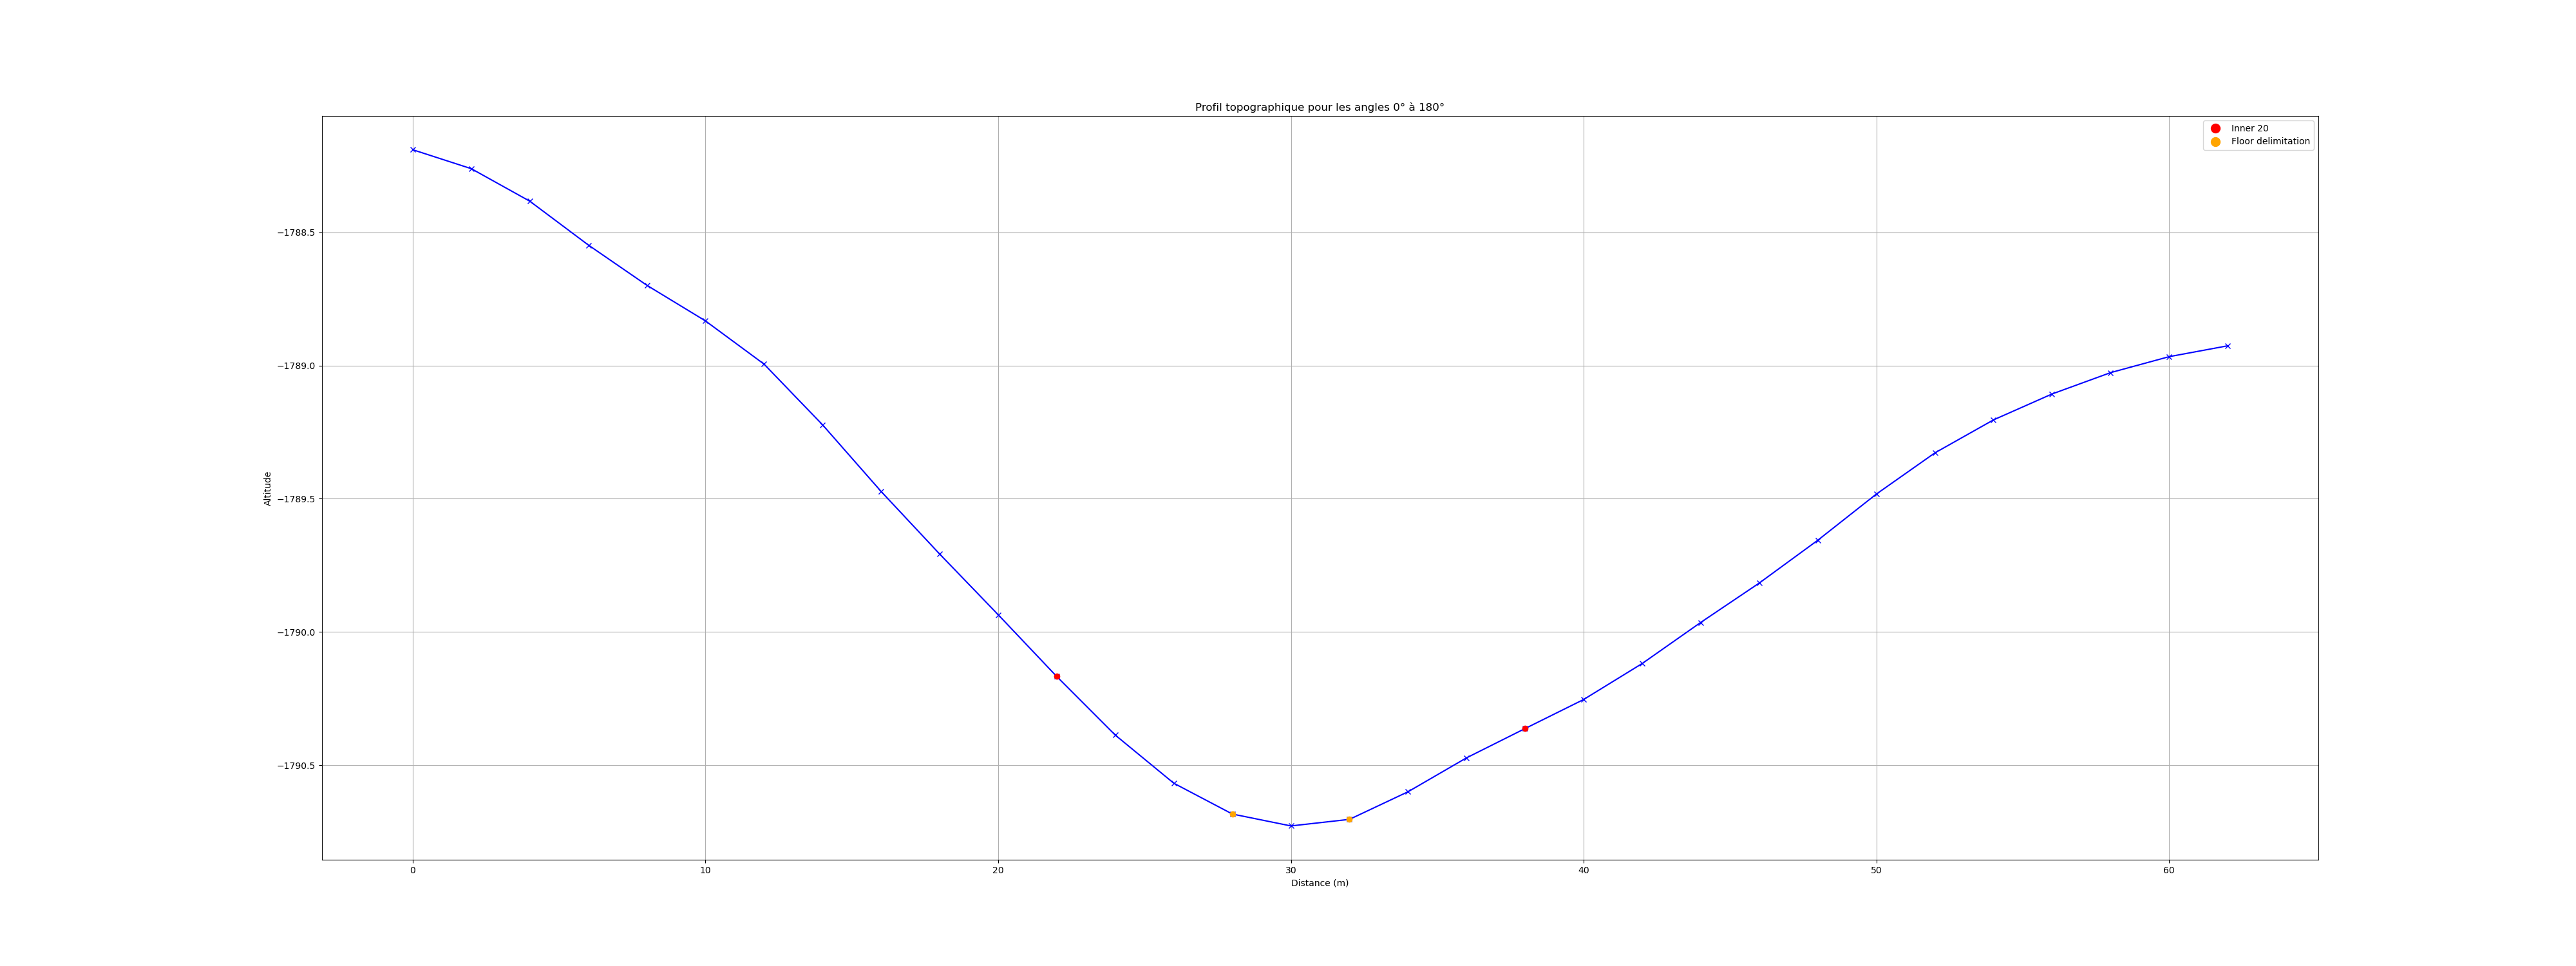 Profil topographique pour les angles 0° à 180°
Inner 20
Floor delimitation
−1788.5
−1789.0
−1789.5
−1790.0
−1790.5
Altitude
0 10 20 30 40 50 60
Distance (m)